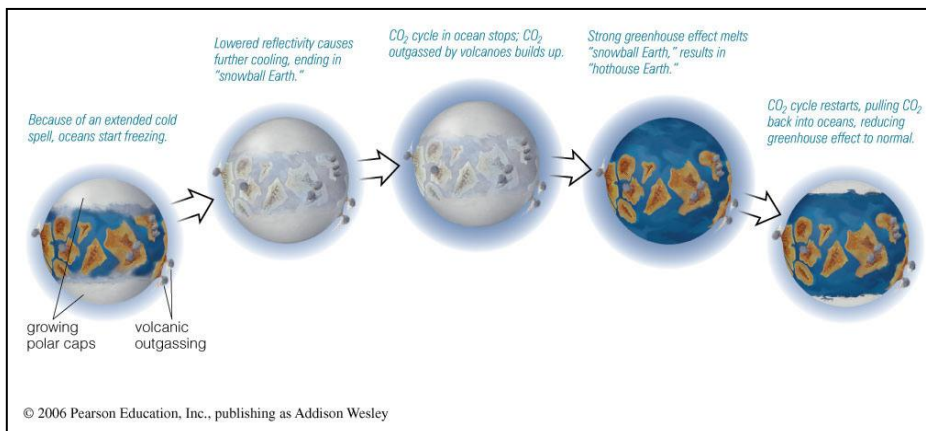 Because of an extended cold
spell, oceans start freezing.
Lowered reflectivity causes
further cooling, ending in
"snowball Earth."
CO2 cycle in ocean stops; CO2
outgassed by volcanoes builds up.
Strong greenhouse effect melts
"snowball Earth," results in
"hothouse Earth."
CO2 cycle restarts, pulling CO2
back into oceans, reducing
greenhouse effect to normal.
growing
polar caps
volcanic
outgassing
© 2006 Pearson Education, Inc., publishing as Addison Wesley